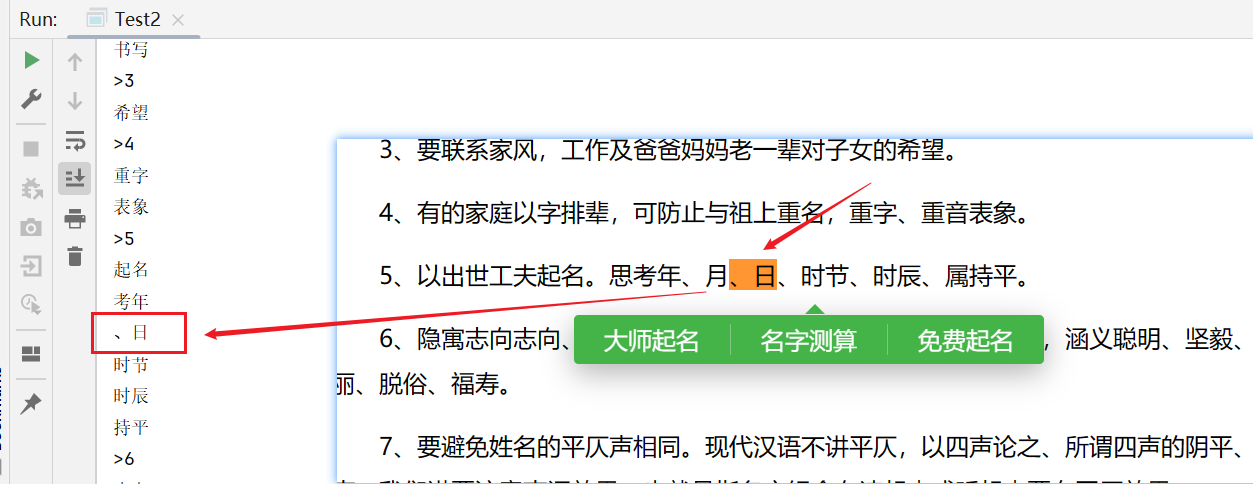 Run: Test2
书写
>3
希望
>4
重字
表象
>5
起名
考年
、日
时节
时辰
持平
>6
3、要联系家风，工作及爸爸妈妈老一辈对子女的希望。
4、有的家庭以字排辈，可防止与祖上重名，重字、重音表象。
5、以出世工夫起名。思考年、月、日、时节、时辰、属持平。
6、隐寓志向志向、
，涵义聪明、坚毅、
大师起名 名字测算 免费起名
丽、脱俗、福寿。
7、要避免姓名的平仄声相同。现代汉语不讲平仄，以四声论之、所谓四声的阴平、